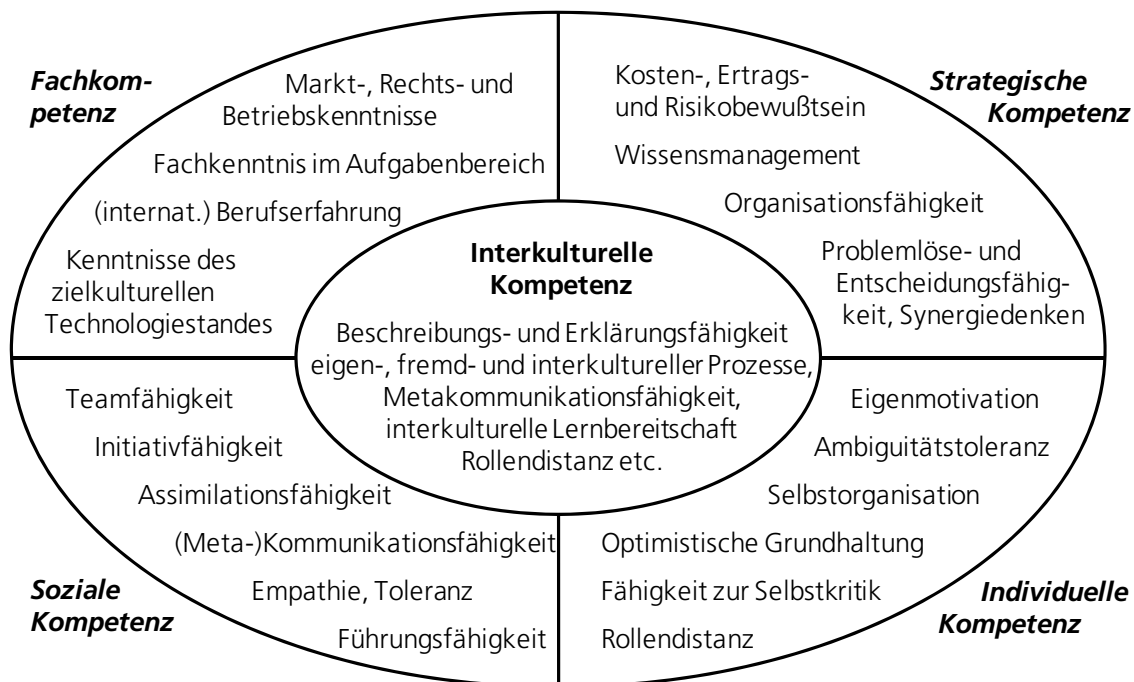 Fachkom-
petenz
Markt-, Rechts- und
Betriebskenntnisse
Fachkenntnis im Aufgabenbereich
(internat.) Berufserfahrung
Kenntnisse des
zielkulturellen
Technologiestandes
Strategische
Kompetenz
Kosten-, Ertrags-
und Risikobewußtsein
Wissensmanagement
Organisationsfähigkeit
Problemlöse- und
Entscheidungsfähig-
keit, Synergiedenken
Interkulturelle
Kompetenz
Beschreibungs- und Erklärungsfähigkeit
eigen-, fremd- und interkultureller Prozesse,
Metakommunikationsfähigkeit,
interkulturelle Lernbereitschaft
Rollendistanz etc.
Teamfähigkeit
Initiativfähigkeit
Assimilationsfähigkeit
(Meta-)Kommunikationsfähigkeit
Empathie, Toleranz
Führungsfähigkeit
Soziale
Kompetenz
Eigenmotivation
Ambiguitätstoleranz
Selbstorganisation
Optimistische Grundhaltung
Fähigkeit zur Selbstkritik
Rollendistanz
Individuelle
Kompetenz